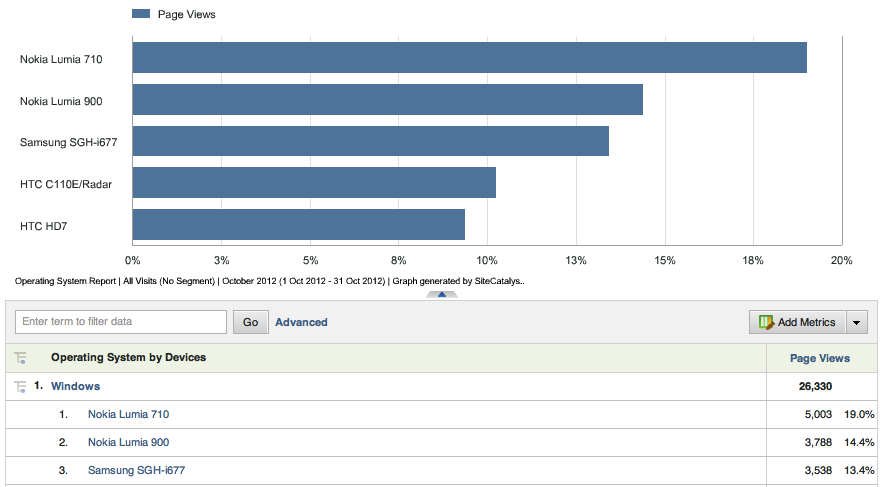 Page Views
Nokia Lumia 710
Nokia Lumia 900
Samsung SGH-i677
HTC C110E/Radar
HTC HD7
0% 3% 5% 8% 10% 13% 15% 18% 20%
Operating System Report | All Visits (No Segment) | October 2012 (1 Oct 2012 - 31 Oct 2012) | Graph generated by SiteCatalys..
Enter term to filter data Go Advanced Add Metrics
Operating System by Devices Page Views
1. Windows 26,330
1. Nokia Lumia 710 5,003 19.0%
2. Nokia Lumia 900 3,788 14.4%
3. Samsung SGH-i677 3,538 13.4%